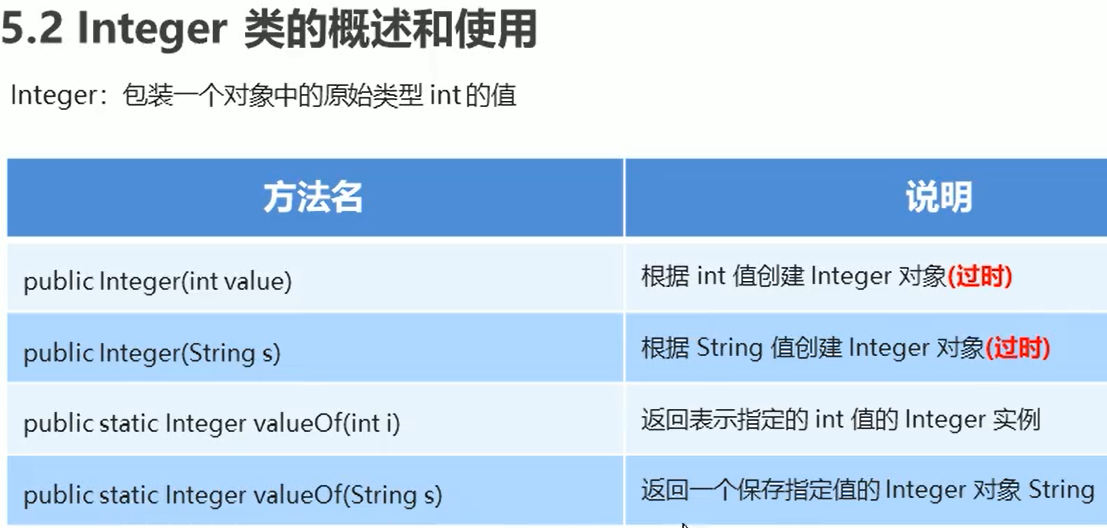 5.2 Integer 类的概述和使用
Integer：包装一个对象中的原始类型 int 的值
方法名 说明
public Integer(int value) 根据 int 值创建 Integer 对象(过时)
public Integer(String s) 根据 String 值创建 Integer 对象(过时)
public static Integer valueOf(int i) 返回表示指定的 int 值的 Integer 实例
public static Integer valueOf(String s) 返回一个保存指定值的 Integer 对象 String